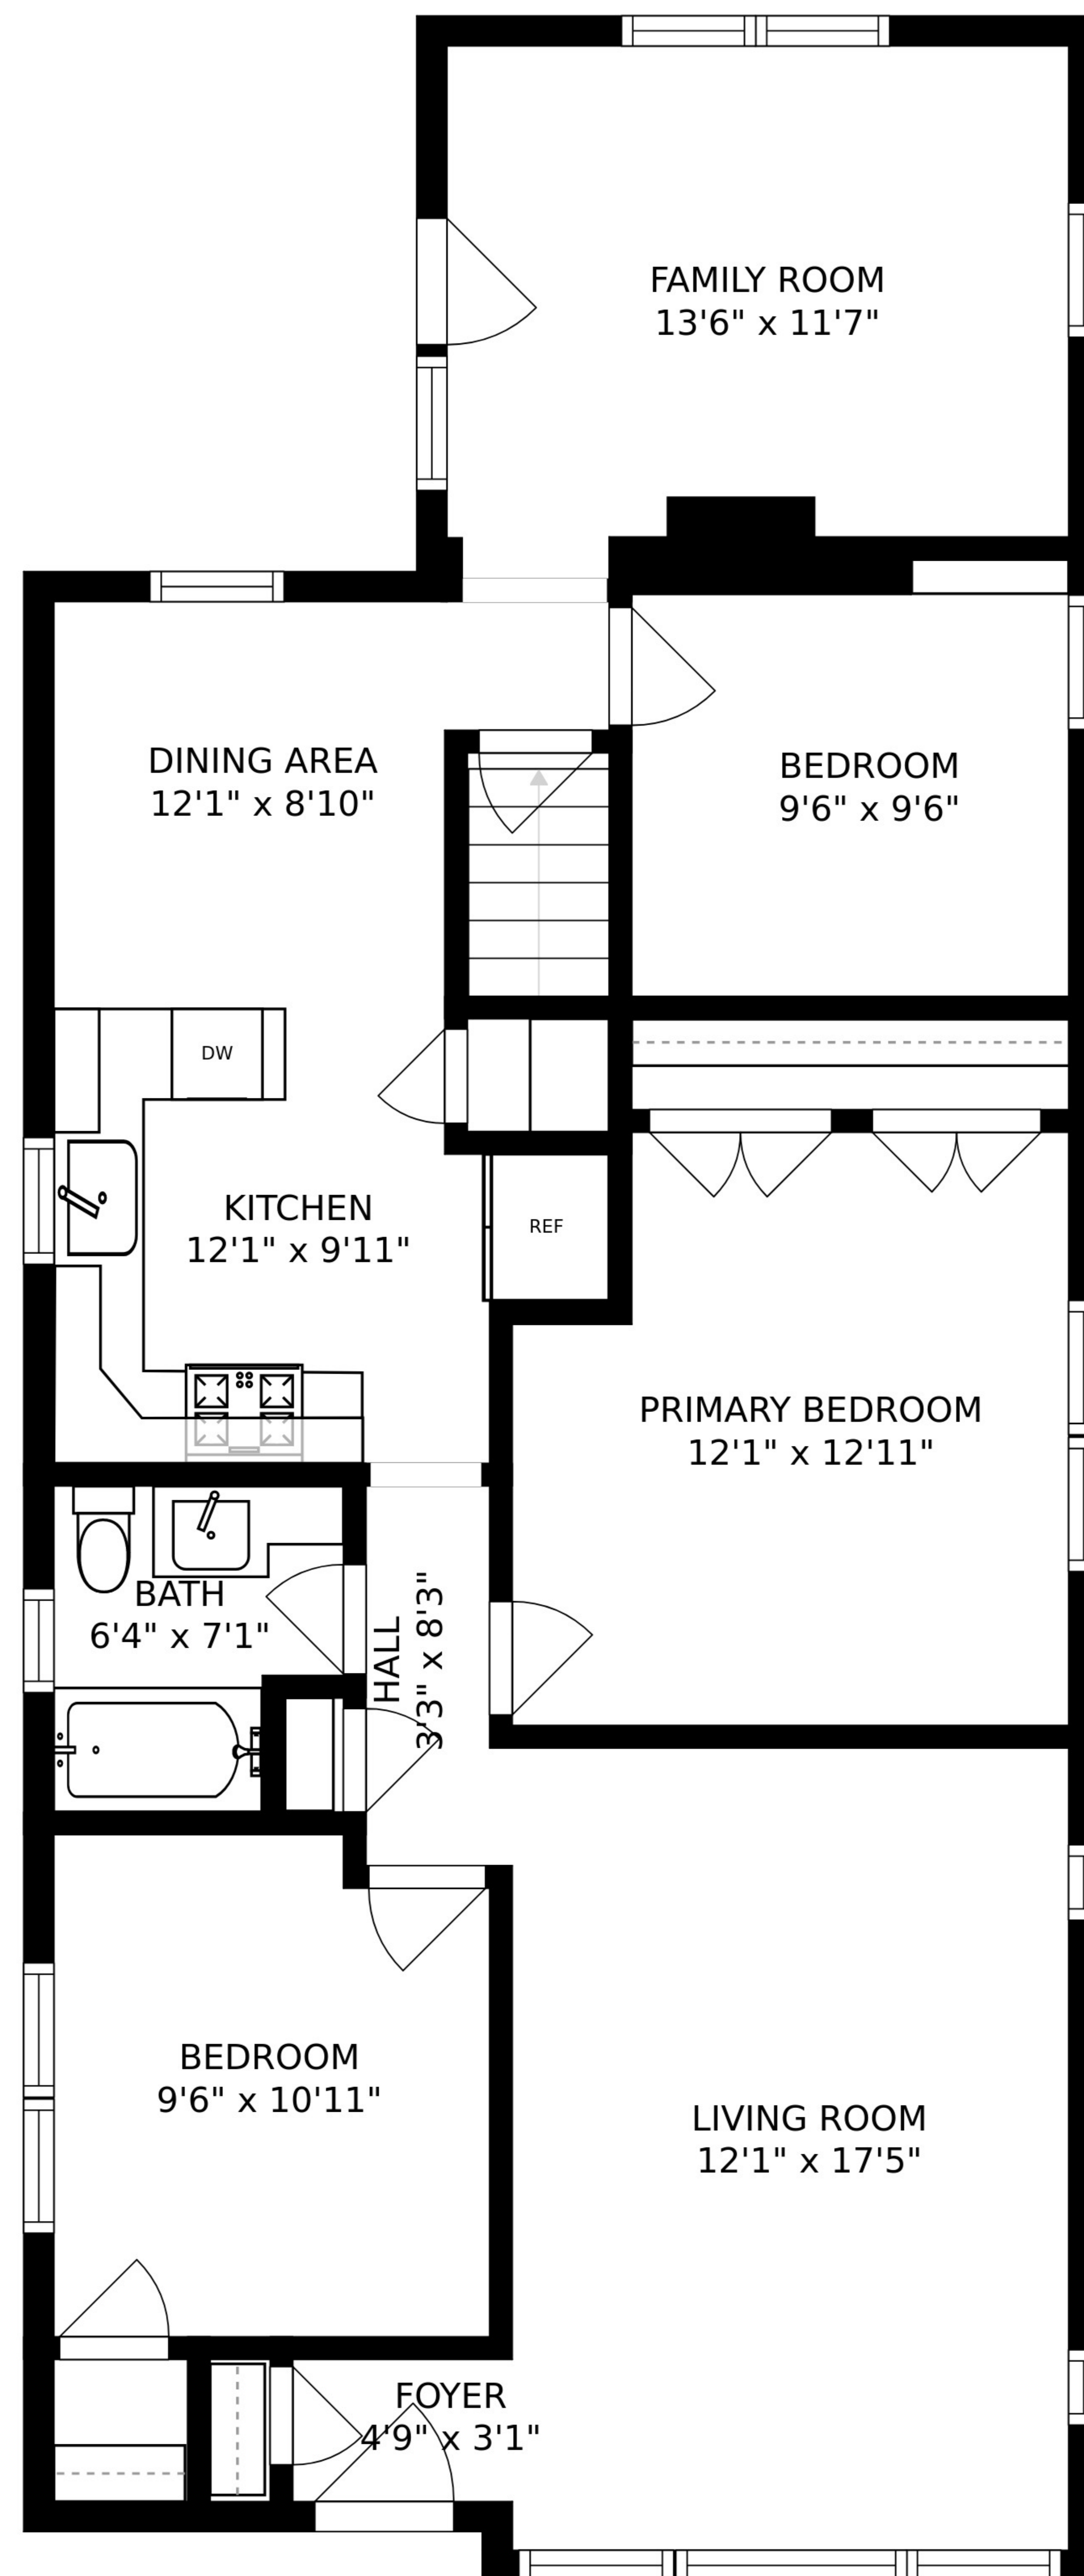 FAMILY ROOM
13'6" x 11'7"
DINING AREA
12'1" x 8'10"
BEDROOM
9'6" x 9'6"
DW
KITCHEN
12'1" x 9'11"
REF
PRIMARY BEDROOM
12'1" x 12'11"
BATH
6'4" x 7'1"
HALL
3'3" x 8'3"
BEDROOM
9'6" x 10'11"
LIVING ROOM
12'1" x 17'5"
FOYER
4'9" x 3'1"